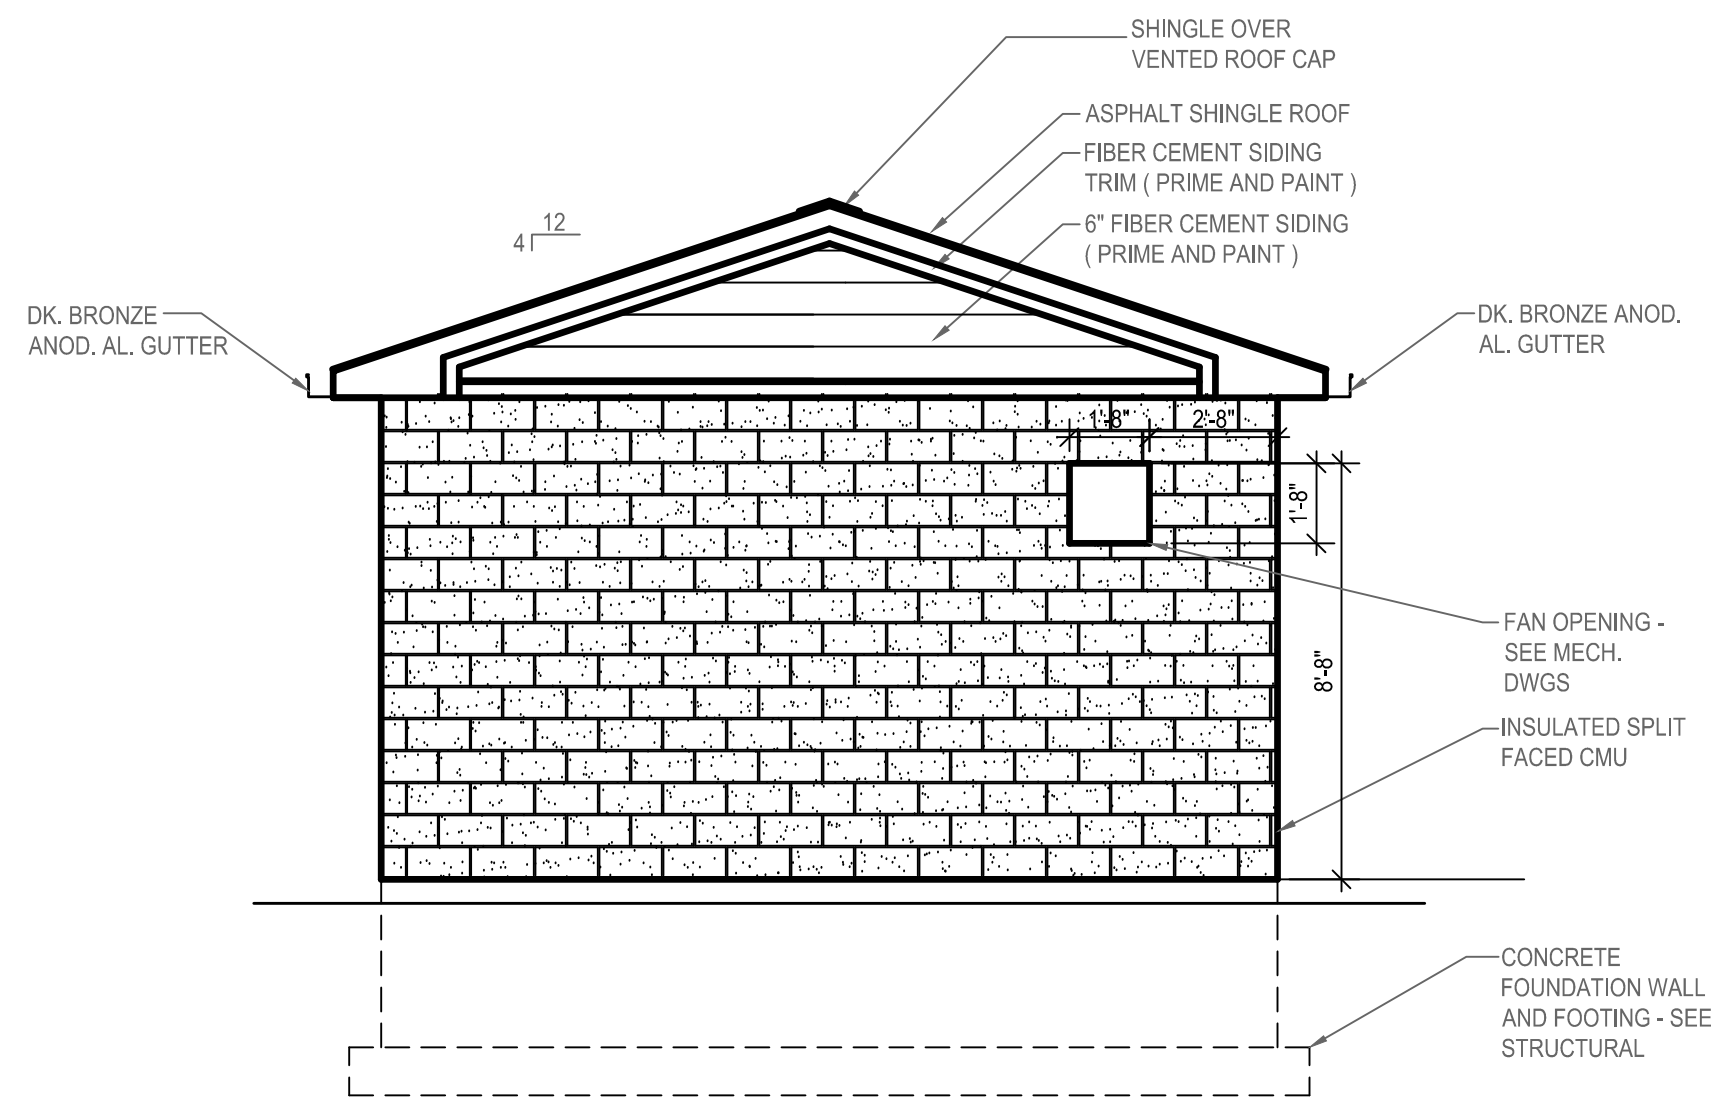 SHINGLE OVER
VENTED ROOF CAP
ASPHALT SHINGLE ROOF
FIBER CEMENT SIDING
TRIM ( PRIME AND PAINT )
6" FIBER CEMENT SIDING
( PRIME AND PAINT )
12
4
DK. BRONZE
ANOD. AL. GUTTER
DK. BRONZE ANOD.
AL. GUTTER
1'-8"
2'-8"
1'-8"
8'-8"
FAN OPENING -
SEE MECH.
DWGS
INSULATED SPLIT
FACED CMU
CONCRETE
FOUNDATION WALL
AND FOOTING - SEE
STRUCTURAL